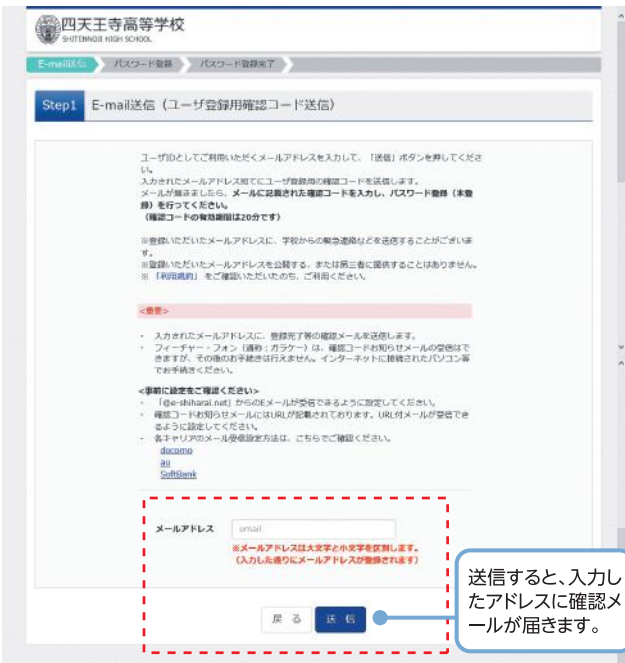 四天王寺高等学校
SHITENNOJI HIGH SCHOOL
E-mail送信 パスワード登録 パスワード登録完了
Step1 E-mail送信（ユーザ登録用確認コード送信）
ユーザIDとしてご利用いただくメールアドレスを入力して、「送信」ボタンを押してくださ
い。
入力されたメールアドレス宛てにユーザ登録用の確認コードを送信します。
メールが届きましたら、メールに記載された確認コードを入力し、パスワード登録（本登
録）を行ってください。
（確認コードの有効期間は20分です）
※登録いただいたメールアドレスに、学校からの緊急連絡などを送信することがございま
す。
※登録いただいたメールアドレスを公開する、または第三者に提供することはありません。
※「利用規約」をご確認いただいたのち、ご利用ください。
<重要>
・ 入力されたメールアドレスに、登録完了等の確認メールを送信します。
・ フィーチャー・フォン（通称：ガラケー）は、確認コードお知らせメールの受信はで
きますが、その後のお手続きは行えません。インターネットに接続されたパソコン等
でお手続きください。
<事前に設定をご確認ください>
・ 「@e-shiharai.net」からのEメールが受信できるように設定してください。
・ 確認コードお知らせメールにはURLが記載されております。URL付メールが受信でき
るように設定してください。
・ 各キャリアのメール受信設定方法は、こちらでご確認ください。
docomo
au
SoftBank
メールアドレス email
※メールアドレスは大文字と小文字を区別します。
（入力した通りにメールアドレスが登録されます）
戻る 送信
送信すると、入力し
たアドレスに確認メ
ールが届きます。